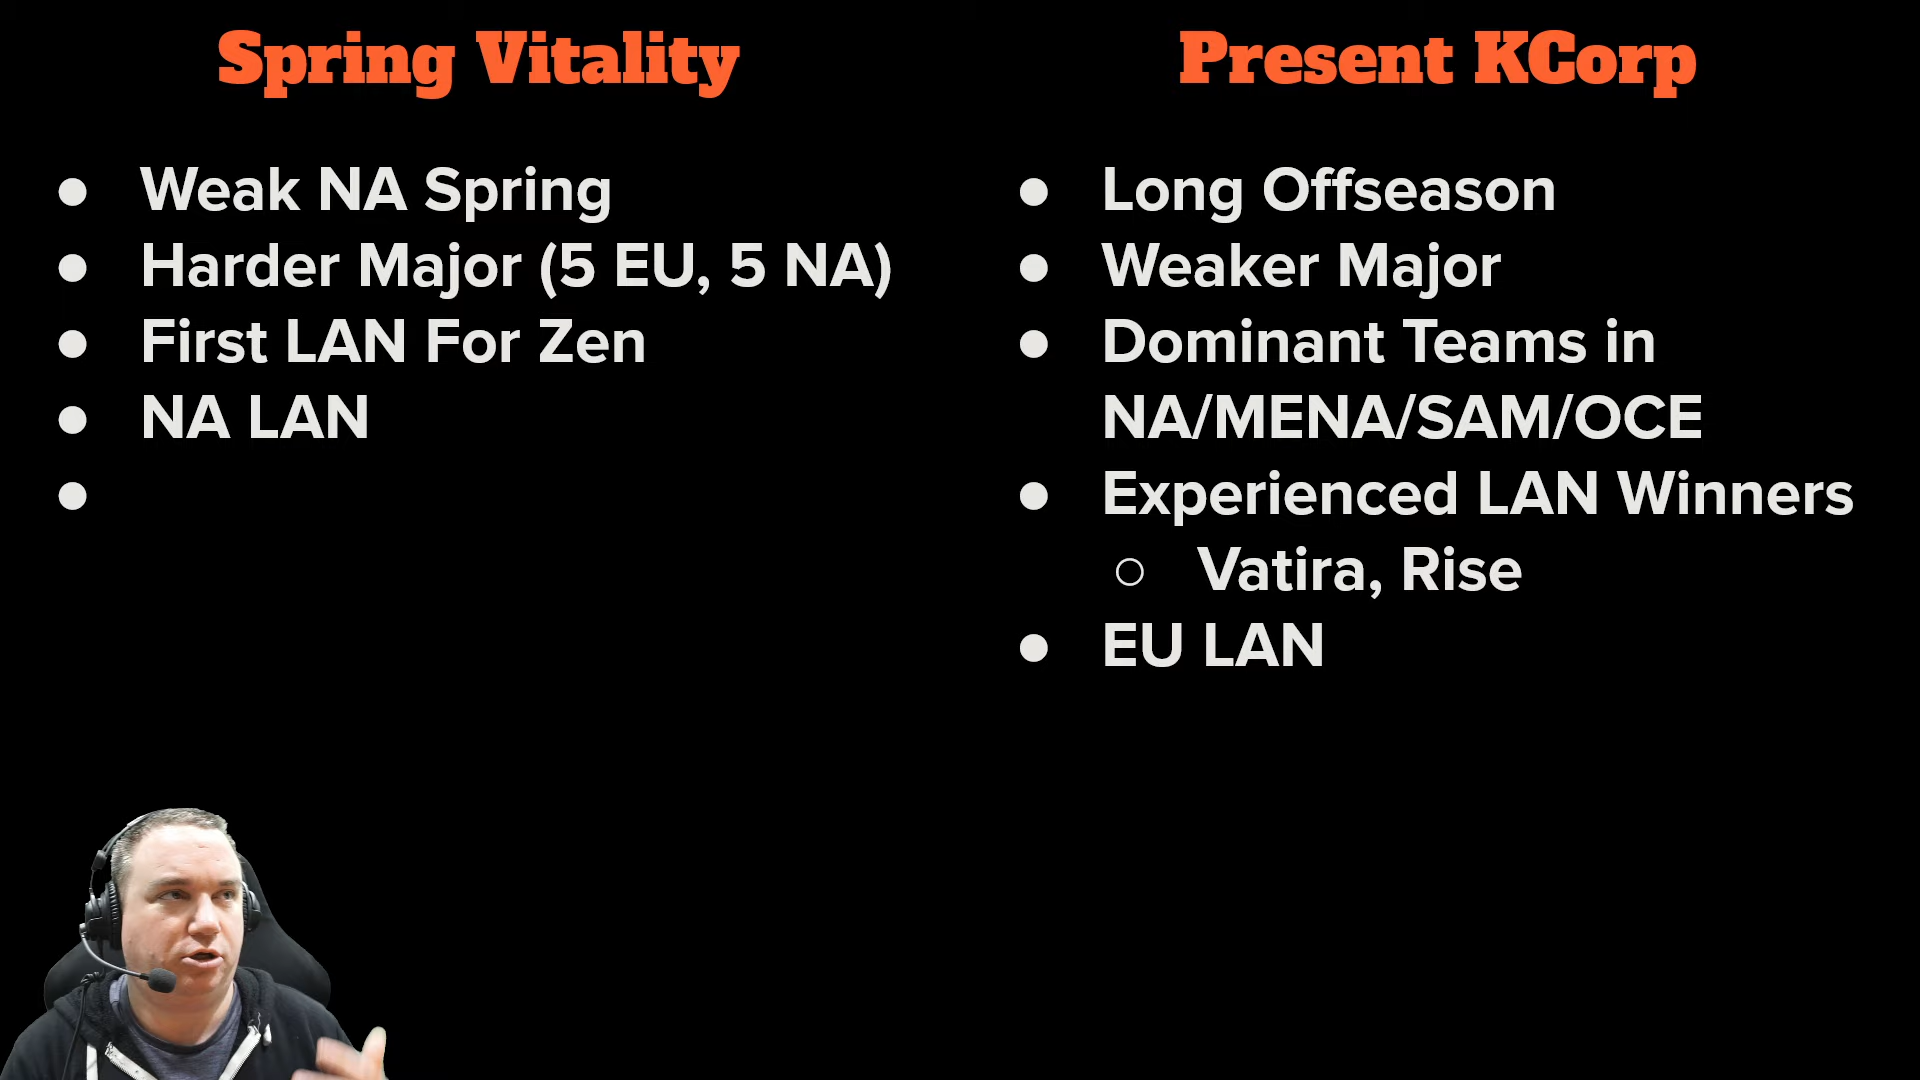 Spring Vitality
● Weak NA Spring
● Harder Major (5 EU, 5 NA)
● First LAN For Zen
● NA LAN
●
Present KCorp
● Long Offseason
● Weaker Major
● Dominant Teams in
NA/MENA/SAM/OCE
● Experienced LAN Winners
○ Vatira, Rise
● EU LAN